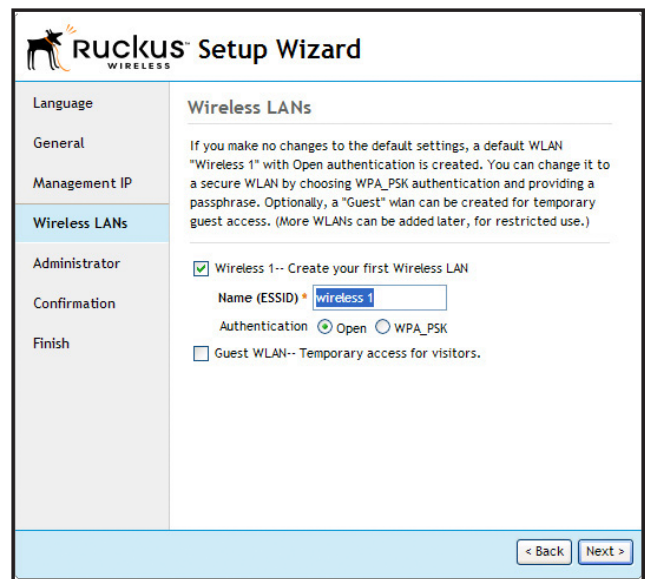 Ruckus™ Setup Wizard
WIRELESS
Language
General
Management IP
Wireless LANs
Administrator
Confirmation
Finish
Wireless LANs
If you make no changes to the default settings, a default WLAN
"Wireless 1" with Open authentication is created. You can change it to
a secure WLAN by choosing WPA_PSK authentication and providing a
passphrase. Optionally, a "Guest" wlan can be created for temporary
guest access. (More WLANs can be added later, for restricted use.)
Wireless 1-- Create your first Wireless LAN
Name (ESSID) * wireless 1
Authentication Open WPA_PSK
Guest WLAN-- Temporary access for visitors.
< Back Next >